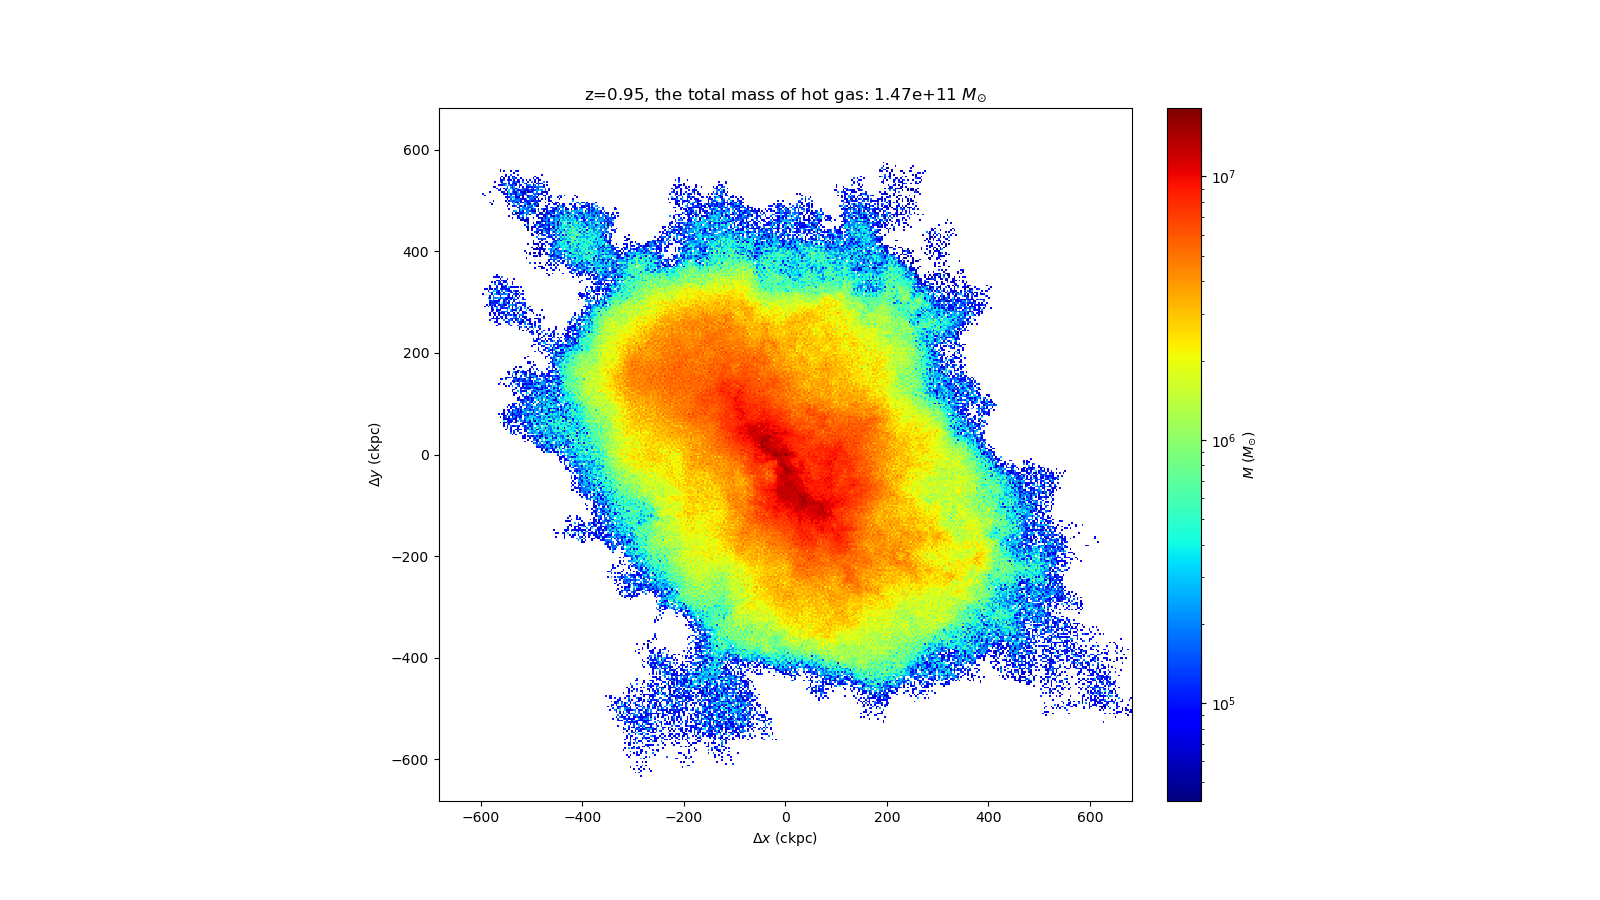 z=0.95, the total mass of hot gas: 1.47e+11 M⊙
600
400
200
0
−200
−400
−600
Δy (ckpc)
−600 −400 −200 0 200 400 600
Δx (ckpc)
10⁷
10⁶
10⁵
M (M⊙)